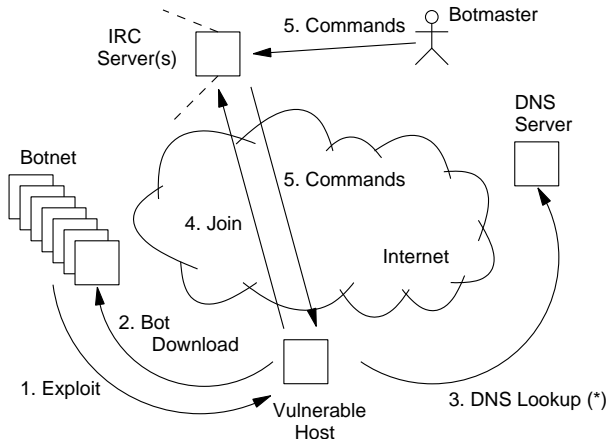 IRC
Server(s)
5. Commands
Botmaster
DNS
Server
Botnet
5. Commands
4. Join
Internet
2. Bot
Download
1. Exploit
3. DNS Lookup (*)
Vulnerable
Host